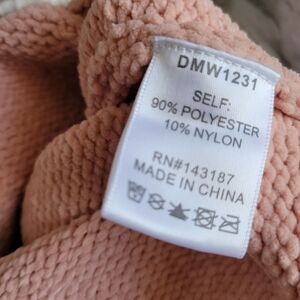 DMW1231
SELF:
90% POLYESTER
10% NYLON
RN#143187
MADE IN CHINA